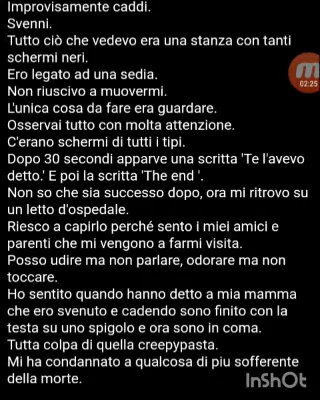 Improvisamente caddi.
Svenni.
Tutto ciò che vedevo era una stanza con tanti
schermi neri.
Ero legato ad una sedia.
Non riuscivo a muovermi.
L'unica cosa da fare era guardare.
Osservai tutto con molta attenzione.
C'erano schermi di tutti i tipi.
Dopo 30 secondi apparve una scritta 'Te l'avevo
detto.' E poi la scritta 'The end '.
Non so che sia successo dopo, ora mi ritrovo su
un letto d'ospedale.
Riesco a capirlo perché sento i miei amici e
parenti che mi vengono a farmi visita.
Posso udire ma non parlare, odorare ma non
toccare.
Ho sentito quando hanno detto a mia mamma
che ero svenuto e cadendo sono finito con la
testa su uno spigolo e ora sono in coma.
Tutta colpa di quella creepypasta.
Mi ha condannato a qualcosa di piu sofferente
della morte.
02:25
InShOt